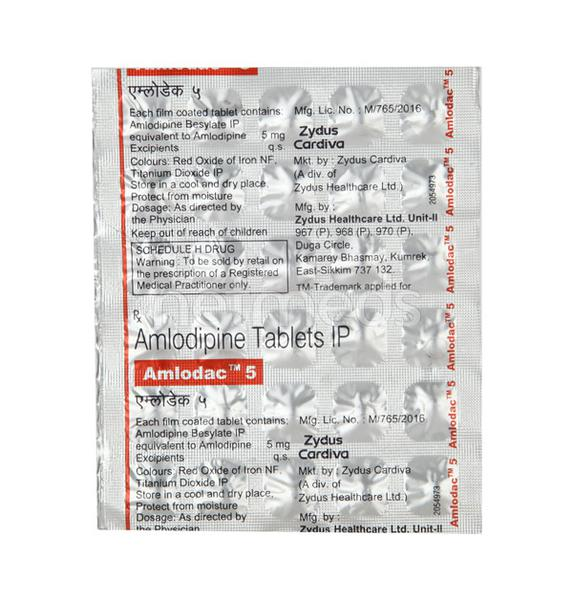 Amlodac 5
एम्लोडेक ५
Each film coated tablet contains:
Amlodipine Besylate IP
equivalent to Amlodipine 5 mg
Excipients q.s.
Colours: Red Oxide of Iron NF,
Titanium Dioxide IP
Store in a cool and dry place,
Protect from moisture
Dosage: As directed by
the Physician
Keep out of reach of children
SCHEDULE H DRUG
Warning : To be sold by retail on
the prescription of a Registered
Medical Practitioner only.
Mfg. Lic. No. : M/765/2016
Zydus
Cardiva
Mkt. by : Zydus Cardiva
(A div. of
Zydus Healthcare Ltd.)
Mfg. by :
Zydus Healthcare Ltd. Unit-II
967 (P), 968 (P), 970 (P),
Duga Circle,
Kamarey Bhasmay, Kumrek,
East-Sikkim 737 132.
TM-Trademark applied for
2054973
Amlodac™ 5
Amlodac™ 5
Amlodac™ 5
℞
Amlodipine Tablets IP
Amlodac™ 5
एम्लोडेक ५
Each film coated tablet contains:
Amlodipine Besylate IP
equivalent to Amlodipine 5 mg
Excipients q.s.
Colours: Red Oxide of Iron NF,
Titanium Dioxide IP
Store in a cool and dry place,
Protect from moisture
Dosage: As directed by
the Physician
Mfg. Lic. No. : M/765/2016
Zydus
Cardiva
Mkt. by : Zydus Cardiva
(A div. of
Zydus Healthcare Ltd.)
Mfg. by :
Zydus Healthcare Ltd. Unit-II
2054973
Amlodac™ 5
Amlodac™ 5